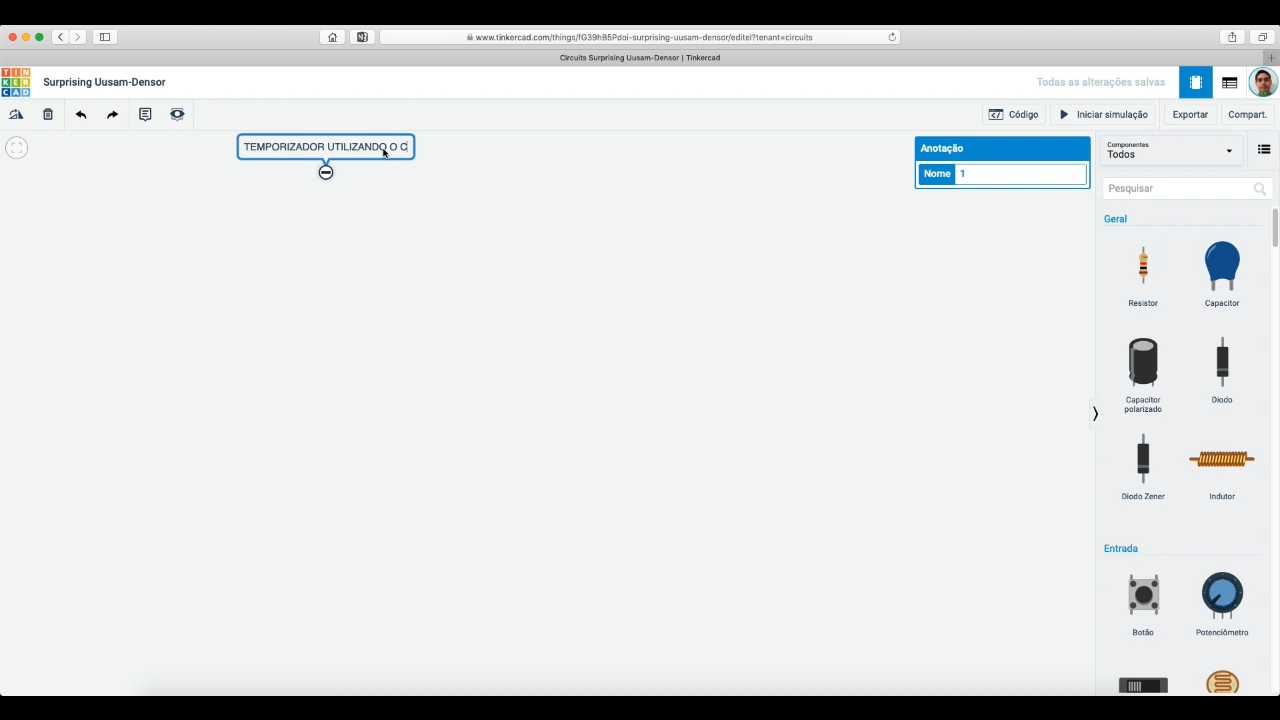 www.tinkercad.com/things/fG39hB5Pdoi-surprising-uusam-densor/editel?tenant=circuits
Circuits Surprising Uusam-Densor | Tinkercad
TIN
KER
CAD
Surprising Uusam-Densor
Todas as alterações salvas
Código
Iniciar simulação
Exportar
Compart.
TEMPORIZADOR UTILIZANDO O C
Anotação
Nome 1
Componentes
Todos
Pesquisar
Geral
Resistor
Capacitor
Capacitor
polarizado
Diodo
Diodo Zener
Indutor
Entrada
Botão
Potenciômetro